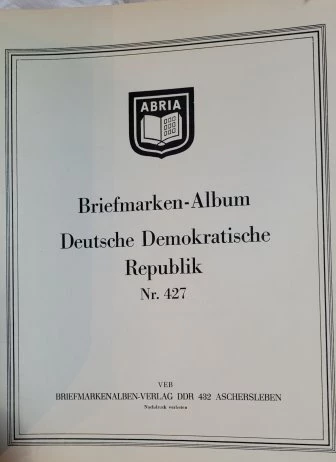 ABRIA
Briefmarken-Album
Deutsche Demokratische
Republik
Nr. 427
VEB
BRIEFMARKENALBEN-VERLAG DDR 432 ASCHERSLEBEN
Nachdruck verboten